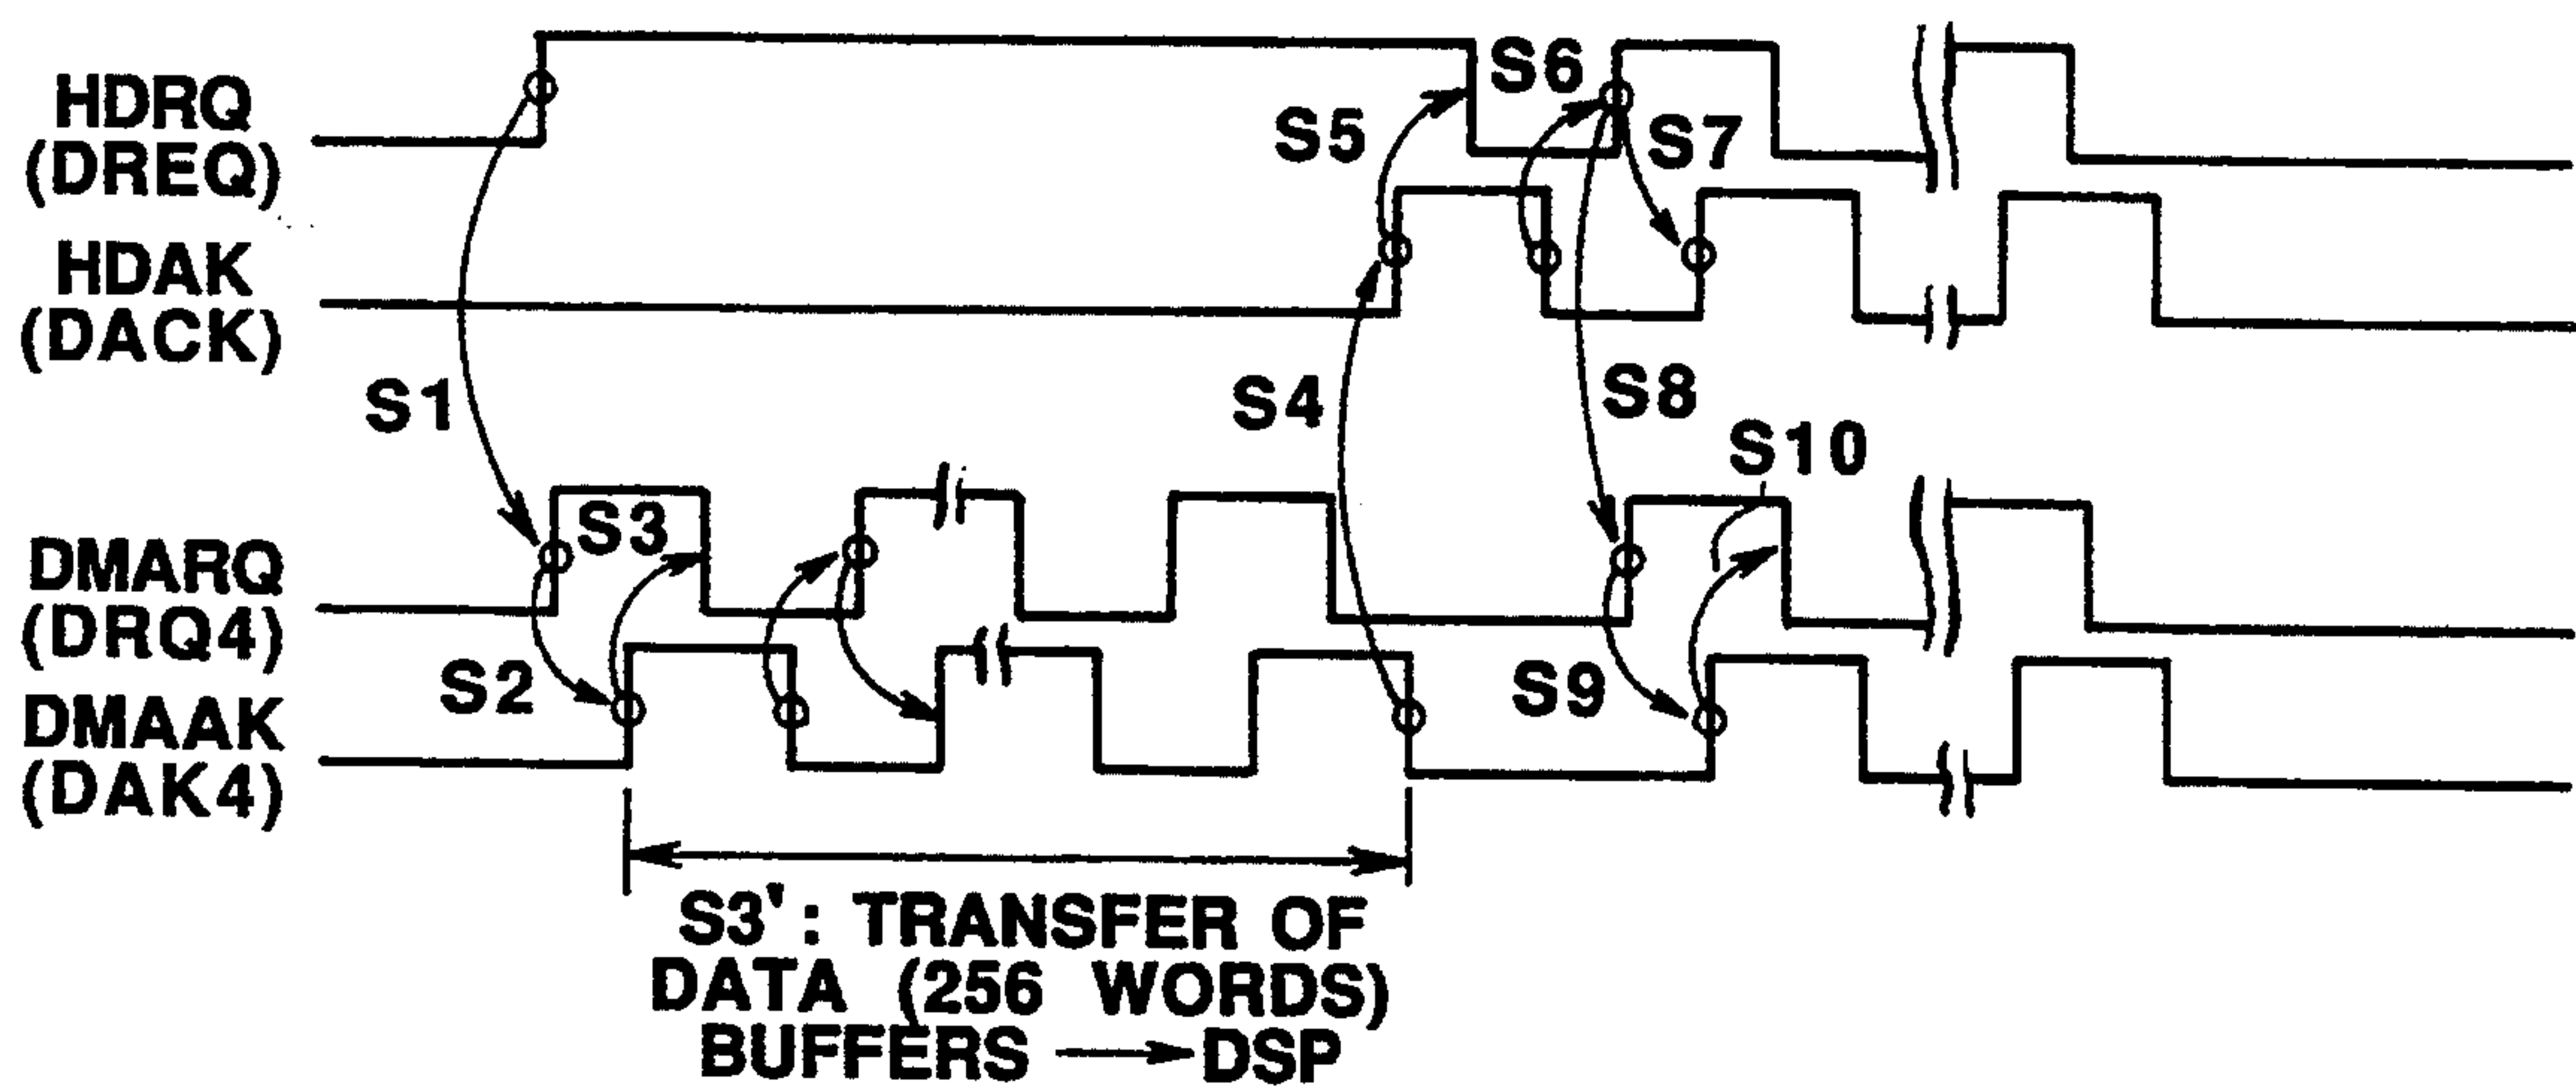 HDRQ
(DREQ)
HDAK
(DACK)
DMARQ
(DRQ4)
DMAAK
(DAK4)
S1
S2
S3
S4
S5
S6
S7
S8
S9
S10
S3': TRANSFER OF
DATA (256 WORDS)
BUFFERS → DSP